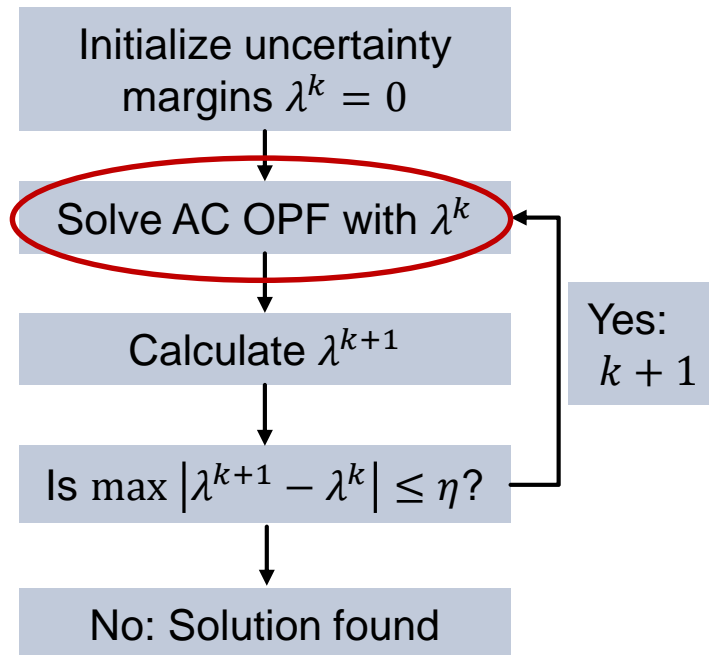 Initialize uncertainty
margins λ^k = 0
Solve AC OPF with λ^k
Calculate λ^{k+1}
Yes:
k + 1
Is max |λ^{k+1} − λ^k| ≤ η?
No: Solution found